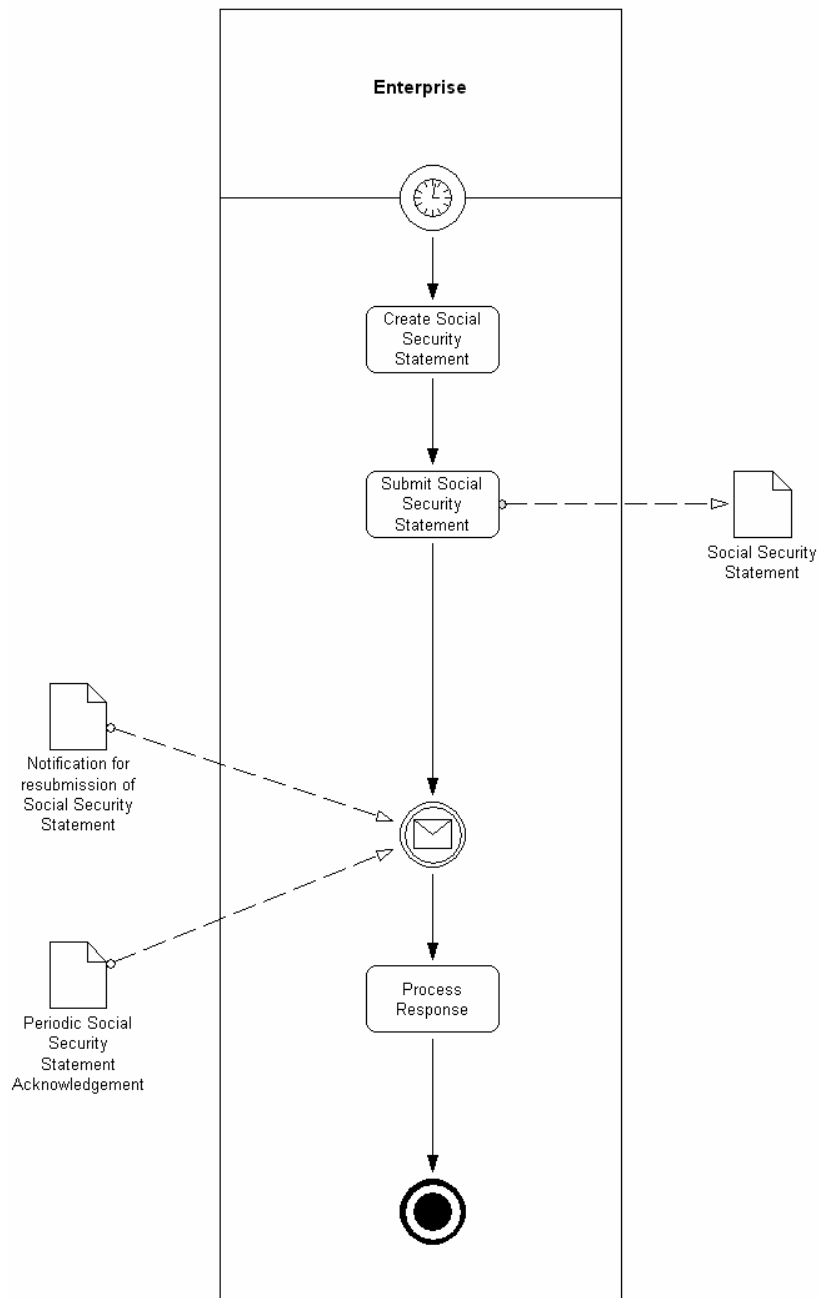 Enterprise
Create Social
Security
Statement
Submit Social
Security
Statement
Social Security
Statement
Notification for
resubmission of
Social Security
Statement
Periodic Social
Security
Statement
Acknowledgement
Process
Response